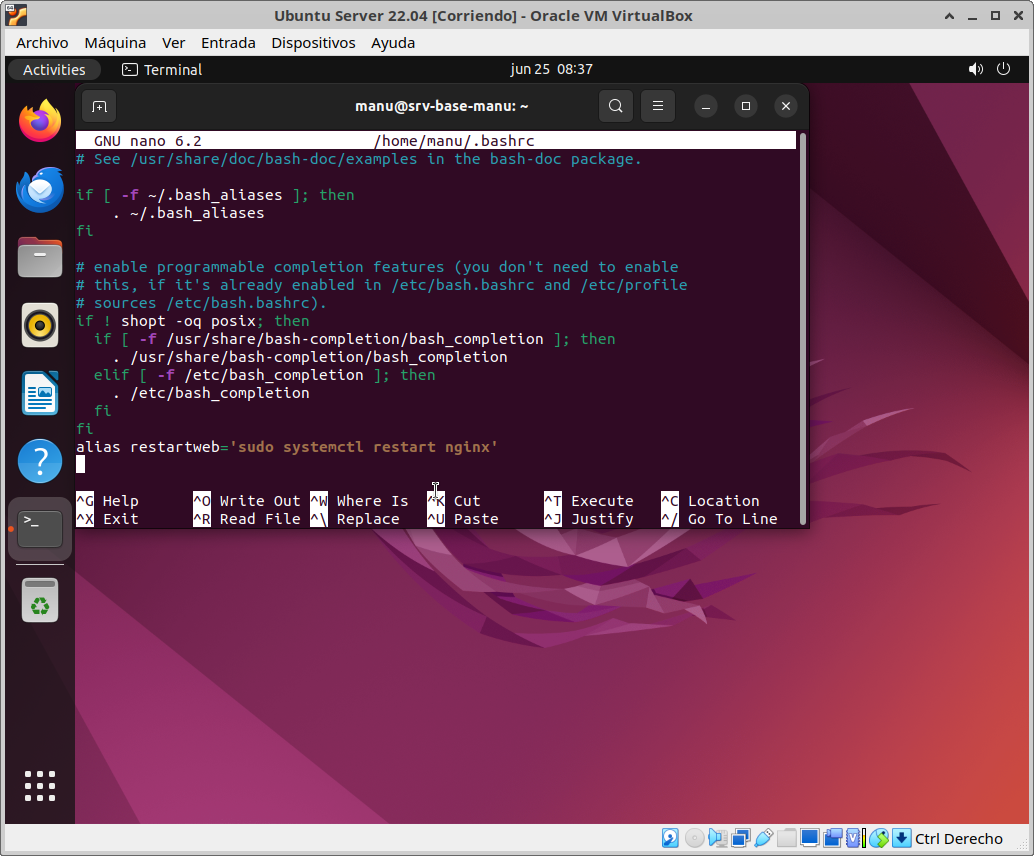 Ubuntu Server 22.04 [Corriendo] - Oracle VM VirtualBox
Archivo Máquina Ver Entrada Dispositivos Ayuda
Activities Terminal jun 25 08:37
manu@srv-base-manu: ~
GNU nano 6.2 /home/manu/.bashrc
# See /usr/share/doc/bash-doc/examples in the bash-doc package.
if [ -f ~/.bash_aliases ]; then
    . ~/.bash_aliases
fi
# enable programmable completion features (you don't need to enable
# this, if it's already enabled in /etc/bash.bashrc and /etc/profile
# sources /etc/bash.bashrc).
if ! shopt -oq posix; then
  if [ -f /usr/share/bash-completion/bash_completion ]; then
    . /usr/share/bash-completion/bash_completion
  elif [ -f /etc/bash_completion ]; then
    . /etc/bash_completion
  fi
fi
alias restartweb='sudo systemctl restart nginx'
^G Help ^O Write Out ^W Where Is ^K Cut ^T Execute ^C Location
^X Exit ^R Read File ^\ Replace ^U Paste ^J Justify ^/ Go To Line
Ctrl Derecho